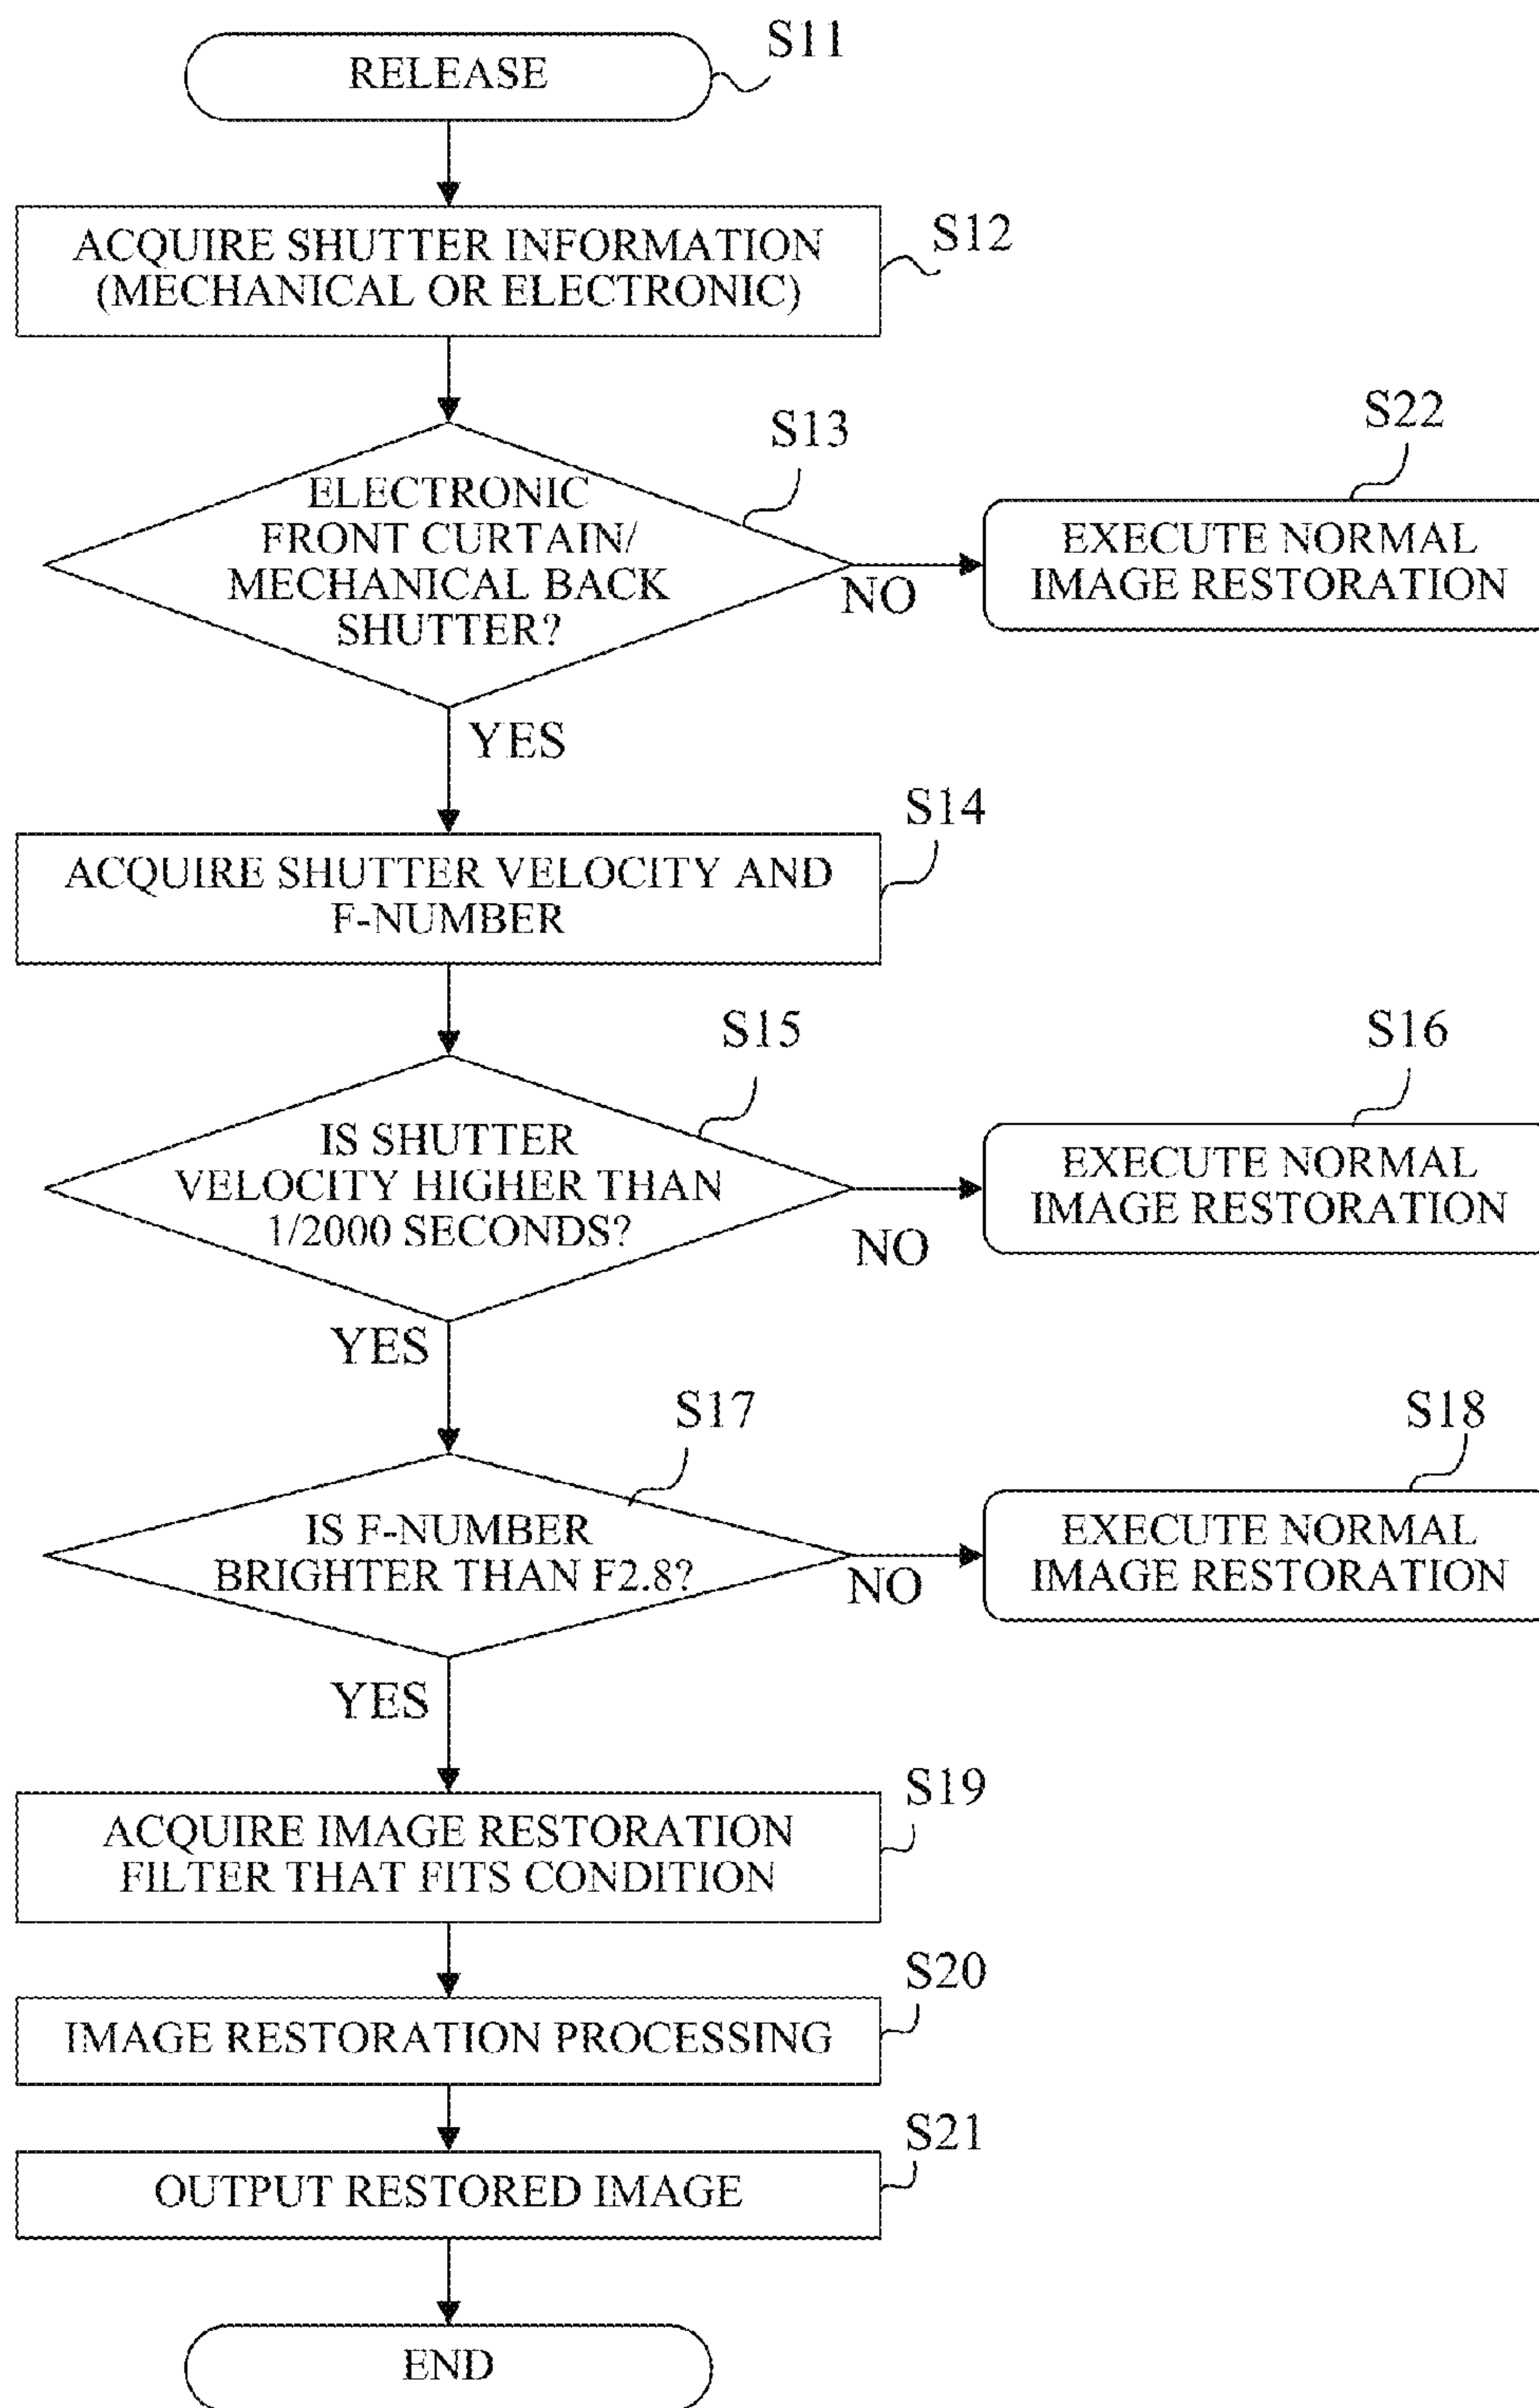 S11
RELEASE
S12
ACQUIRE SHUTTER INFORMATION
(MECHANICAL OR ELECTRONIC)
S13
ELECTRONIC
FRONT CURTAIN/
MECHANICAL BACK
SHUTTER?
NO
S22
EXECUTE NORMAL
IMAGE RESTORATION
YES
S14
ACQUIRE SHUTTER VELOCITY AND
F-NUMBER
S15
IS SHUTTER
VELOCITY HIGHER THAN
1/2000 SECONDS?
NO
S16
EXECUTE NORMAL
IMAGE RESTORATION
YES
S17
IS F-NUMBER
BRIGHTER THAN F2.8?
NO
S18
EXECUTE NORMAL
IMAGE RESTORATION
YES
S19
ACQUIRE IMAGE RESTORATION
FILTER THAT FITS CONDITION
S20
IMAGE RESTORATION PROCESSING
S21
OUTPUT RESTORED IMAGE
END